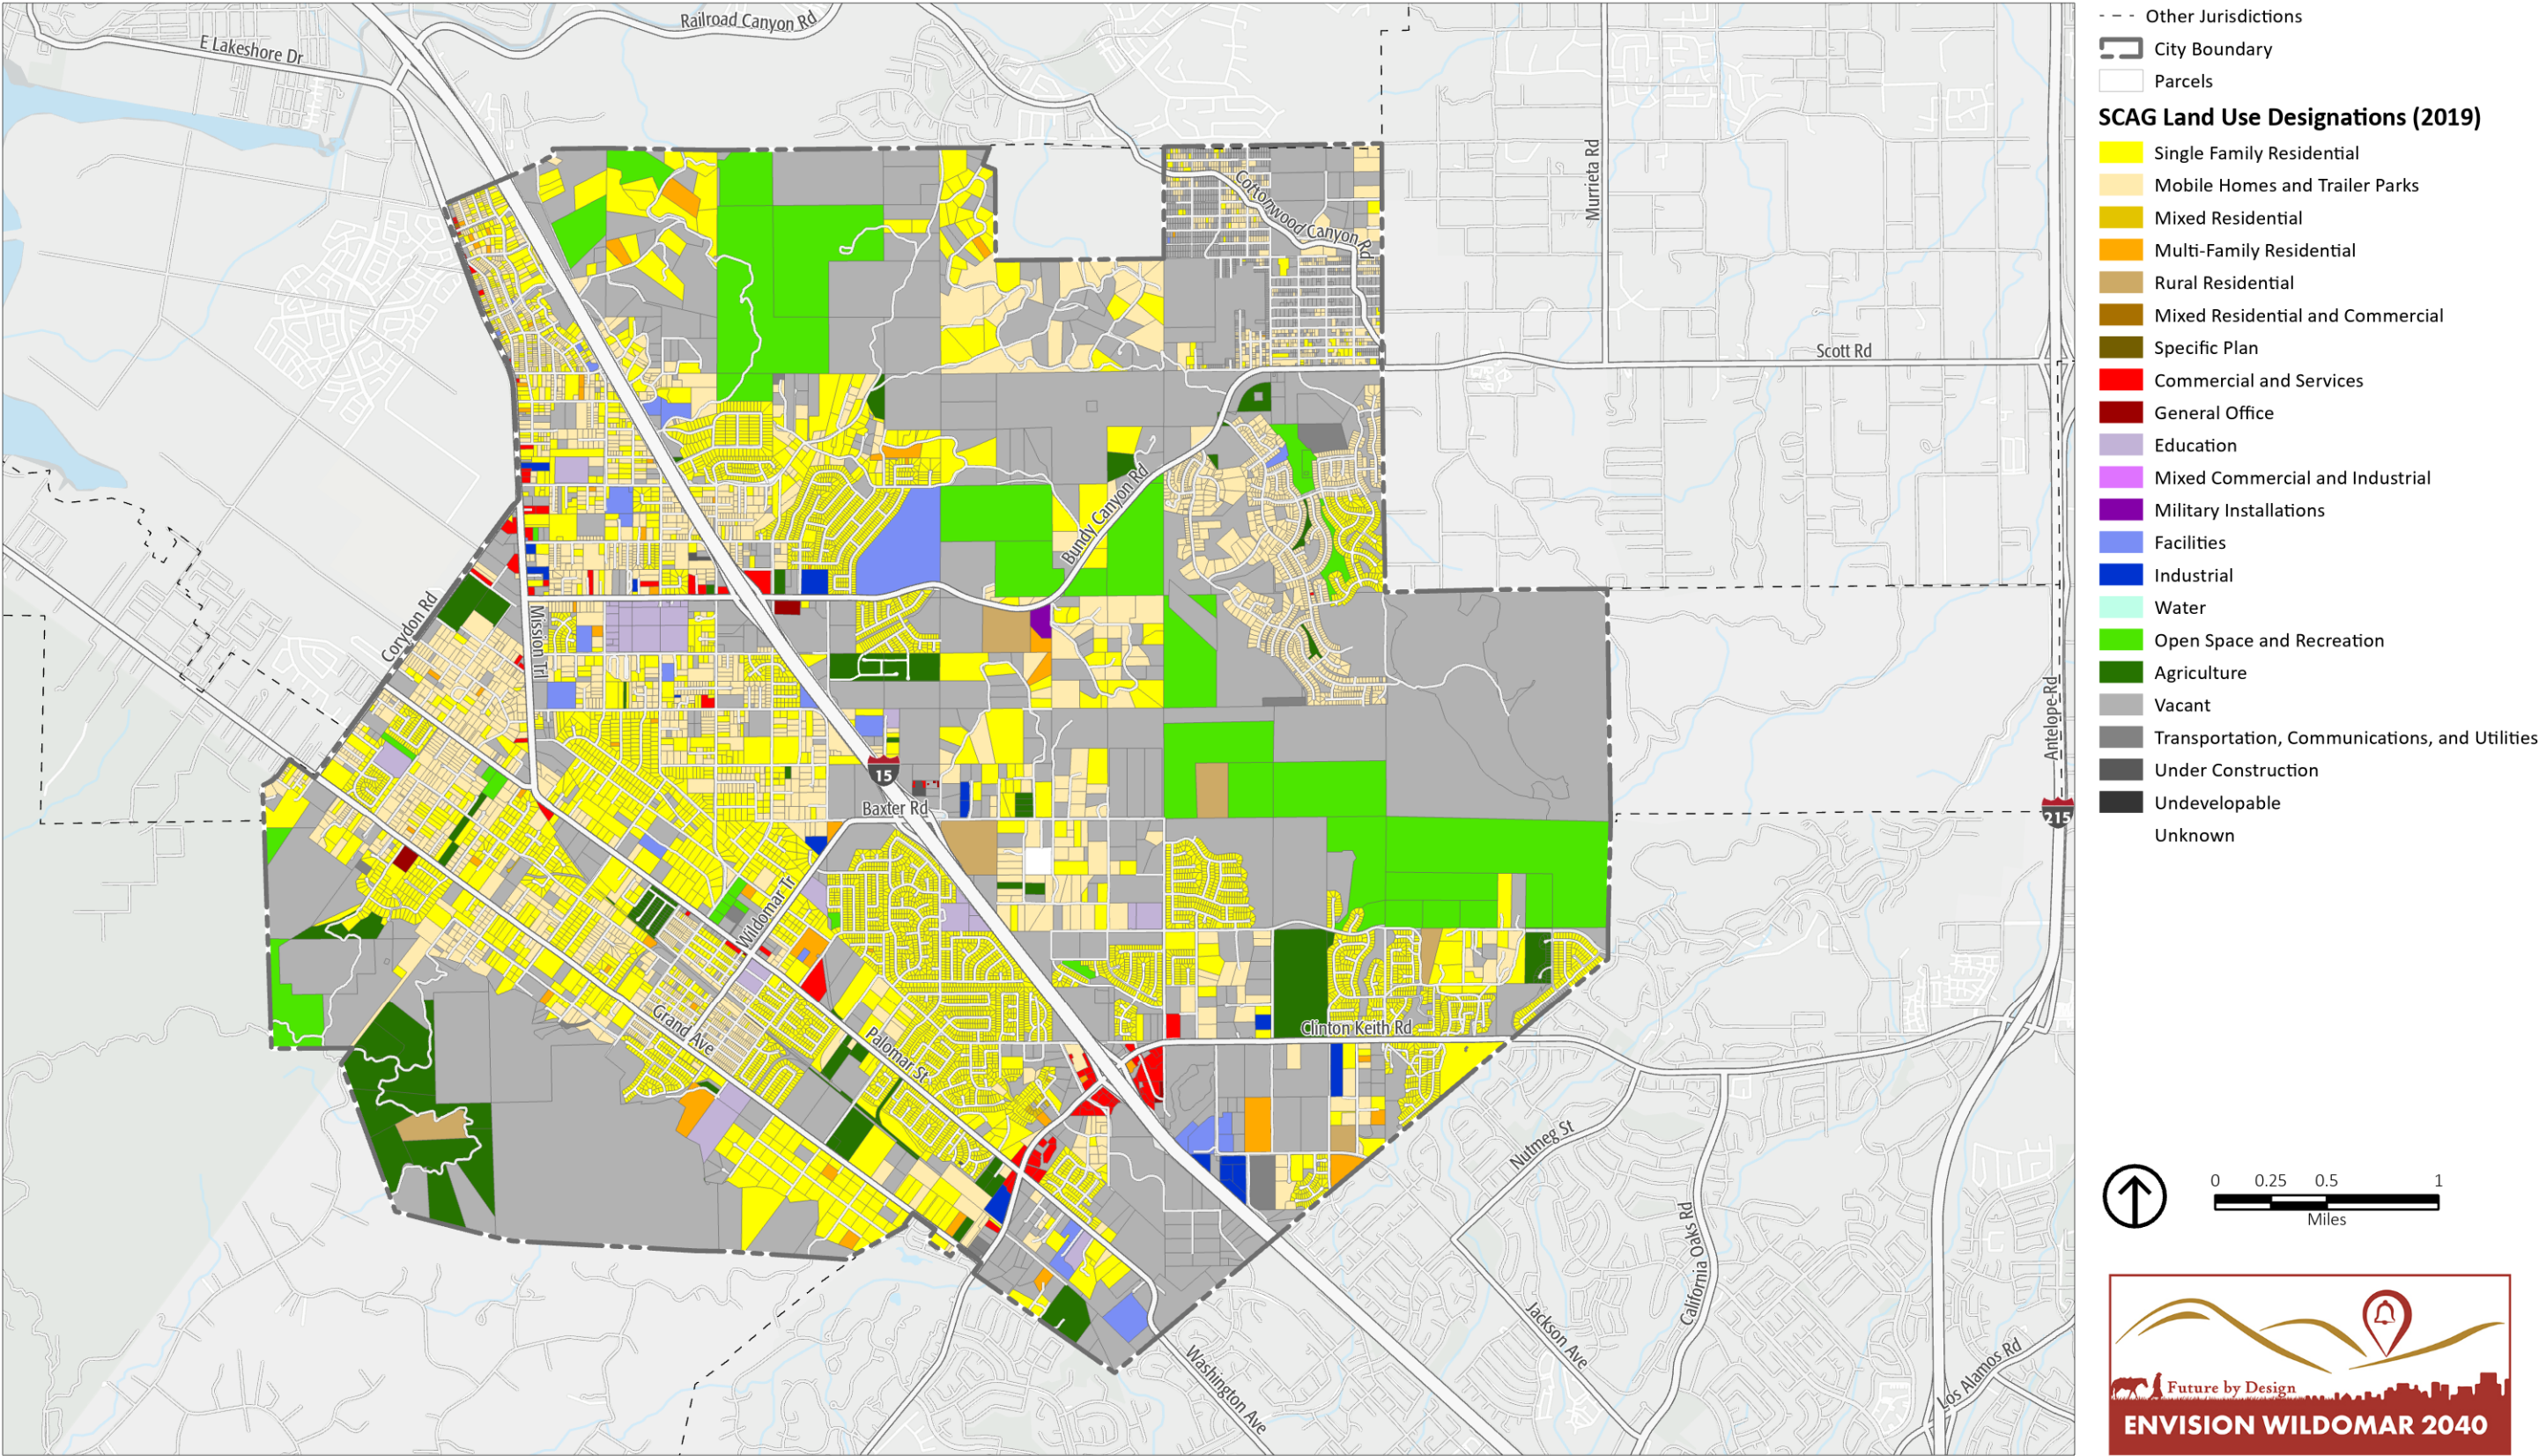 Railroad Canyon Rd
E Lakeshore Dr
Cottonwood Canyon Rd
Murrieta Rd
Scott Rd
Bundy Canyon Rd
Corydon Rd
Mission Trl
Antelope Rd
15
Baxter Rd
215
Wildomar Tr
Grand Ave
Palomar St
Clinton Keith Rd
Nutmeg St
California Oaks Rd
Jackson Ave
Washington Ave
Los Alamos Rd
Other Jurisdictions
City Boundary
Parcels
SCAG Land Use Designations (2019)
Single Family Residential
Mobile Homes and Trailer Parks
Mixed Residential
Multi-Family Residential
Rural Residential
Mixed Residential and Commercial
Specific Plan
Commercial and Services
General Office
Education
Mixed Commercial and Industrial
Military Installations
Facilities
Industrial
Water
Open Space and Recreation
Agriculture
Vacant
Transportation, Communications, and Utilities
Under Construction
Undevelopable
Unknown
0 0.25 0.5 1
Miles
Future by Design
ENVISION WILDOMAR 2040